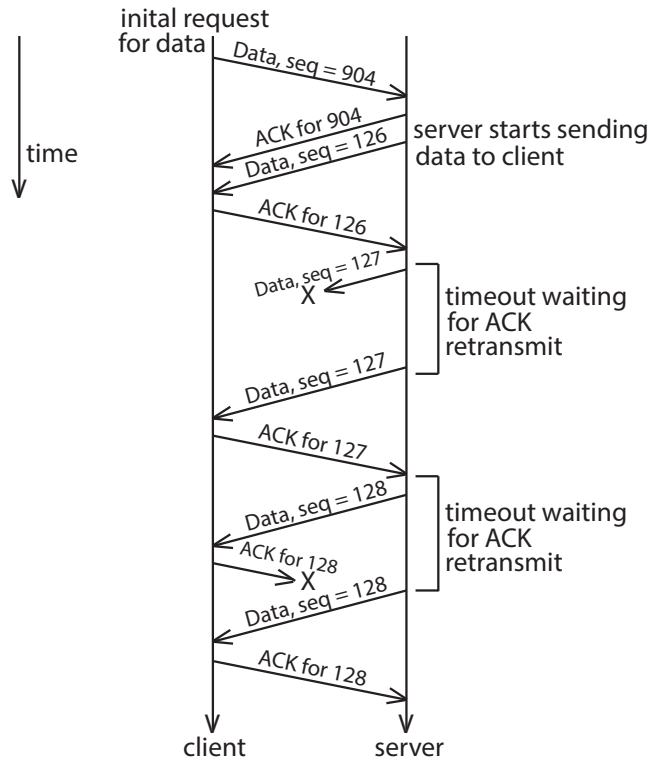 inital request
for data
Data, seq = 904
ACK for 904
server starts sending
data to client
time
Data, seq = 126
ACK for 126
Data, seq = 127
X
timeout waiting
for ACK
retransmit
Data, seq = 127
ACK for 127
Data, seq = 128
timeout waiting
for ACK
retransmit
ACK for 128
X
Data, seq = 128
ACK for 128
client
server